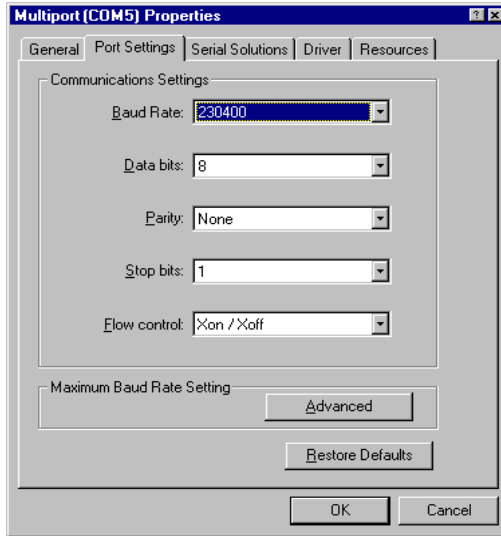 Multiport (COM5) Properties
General Port Settings Serial Solutions Driver Resources
Communications Settings
Baud Rate: 230400
Data bits: 8
Parity: None
Stop bits: 1
Flow control: Xon / Xoff
Maximum Baud Rate Setting
Advanced
Restore Defaults
OK Cancel